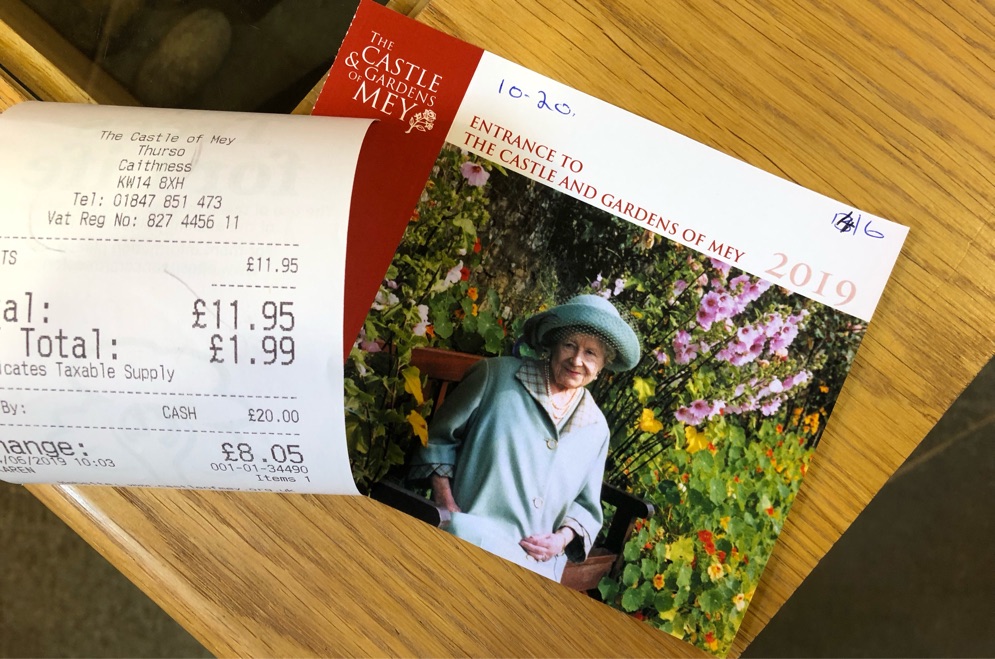 The Castle of Mey
Thurso
Caithness
KW14 8XH
Tel: 01847 851 473
Vat Reg No: 827 4456 11
TS £11.95
al: £11.95
Total: £1.99
cates Taxable Supply
By: CASH £20.00
hange: £8.05
/06/2019 10:03 001-01-34490
AREN Items 1
THE
CASTLE
& GARDENS
OF
MEY
10-20.
ENTRANCE TO
THE CASTLE AND GARDENS OF MEY
2019